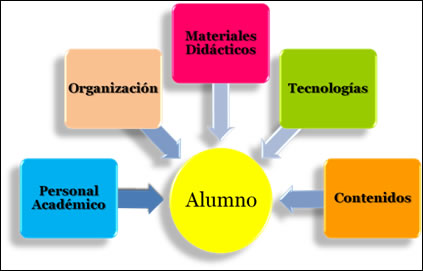 Materiales
Didácticos
Organización
Tecnologías
Personal
Académico
Alumno
Contenidos